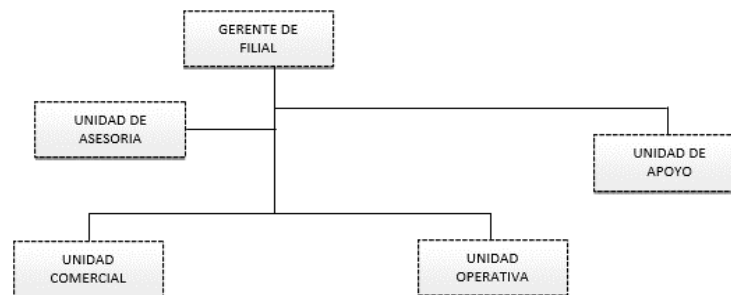 GERENTE DE
FILIAL
UNIDAD DE
ASESORIA
UNIDAD DE
APOYO
UNIDAD
COMERCIAL
UNIDAD
OPERATIVA